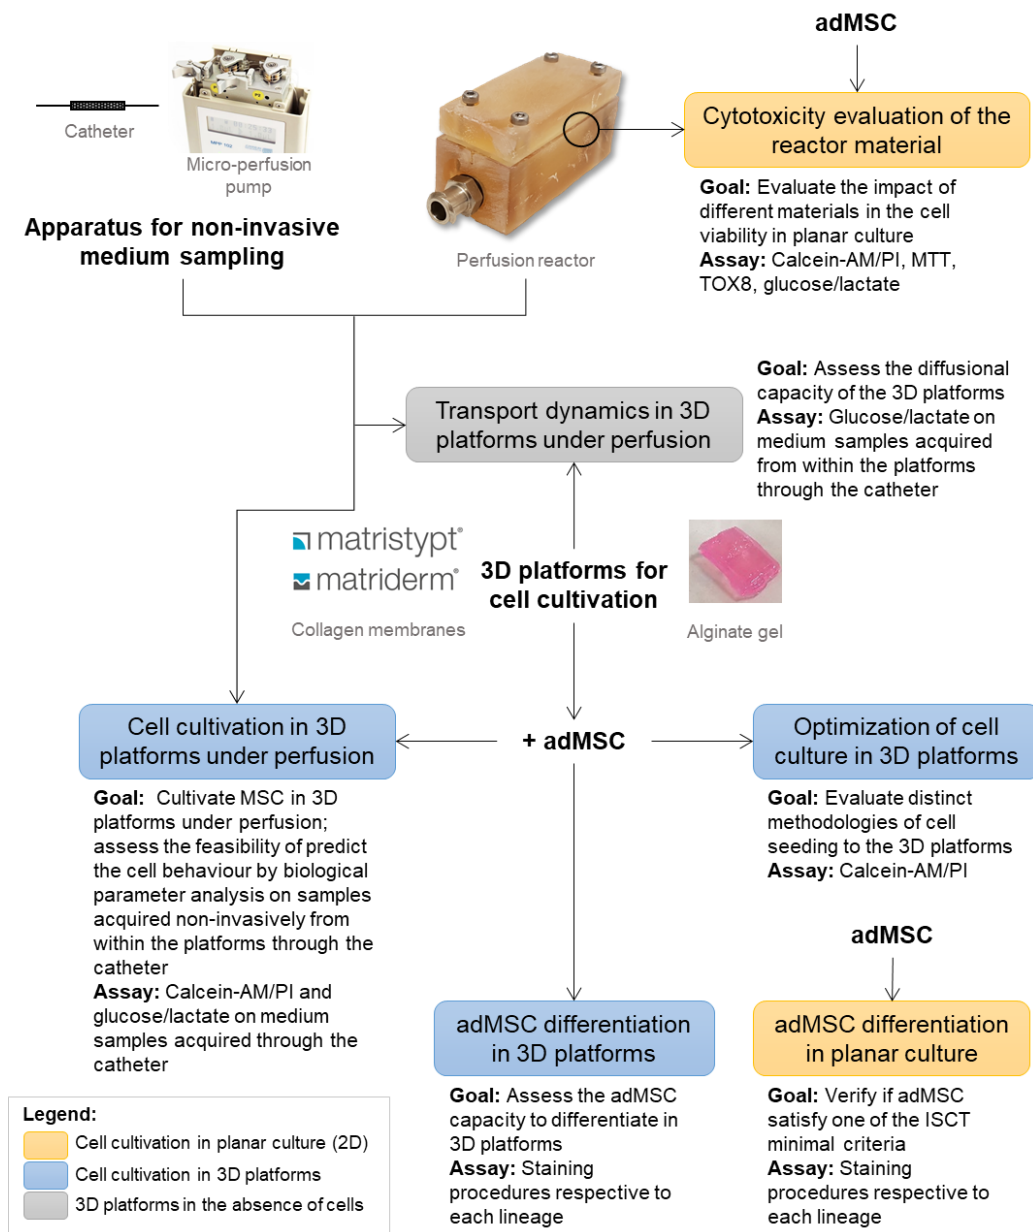 adMSC
Catheter
Micro-perfusion
pump
Apparatus for non-invasive
medium sampling
Perfusion reactor
Cytotoxicity evaluation of the
reactor material
Goal: Evaluate the impact of
different materials in the cell
viability in planar culture
Assay: Calcein-AM/PI, MTT,
TOX8, glucose/lactate
Transport dynamics in 3D
platforms under perfusion
Goal: Assess the diffusional
capacity of the 3D platforms
Assay: Glucose/lactate on
medium samples acquired
from within the platforms
through the catheter
matristypt®
matriderm®
Collagen membranes
3D platforms for
cell cultivation
Alginate gel
Cell cultivation in 3D
platforms under perfusion
+ adMSC
Optimization of cell
culture in 3D platforms
Goal: Cultivate MSC in 3D
platforms under perfusion;
assess the feasibility of predict
the cell behaviour by biological
parameter analysis on samples
acquired non-invasively from
within the platforms through the
catheter
Assay: Calcein-AM/PI and
glucose/lactate on medium
samples acquired through the
catheter
Goal: Evaluate distinct
methodologies of cell
seeding to the 3D platforms
Assay: Calcein-AM/PI
adMSC
adMSC differentiation
in 3D platforms
Goal: Assess the adMSC
capacity to differentiate in
3D platforms
Assay: Staining
procedures respective to
each lineage
adMSC differentiation
in planar culture
Goal: Verify if adMSC
satisfy one of the ISCT
minimal criteria
Assay: Staining
procedures respective to
each lineage
Legend:
Cell cultivation in planar culture (2D)
Cell cultivation in 3D platforms
3D platforms in the absence of cells